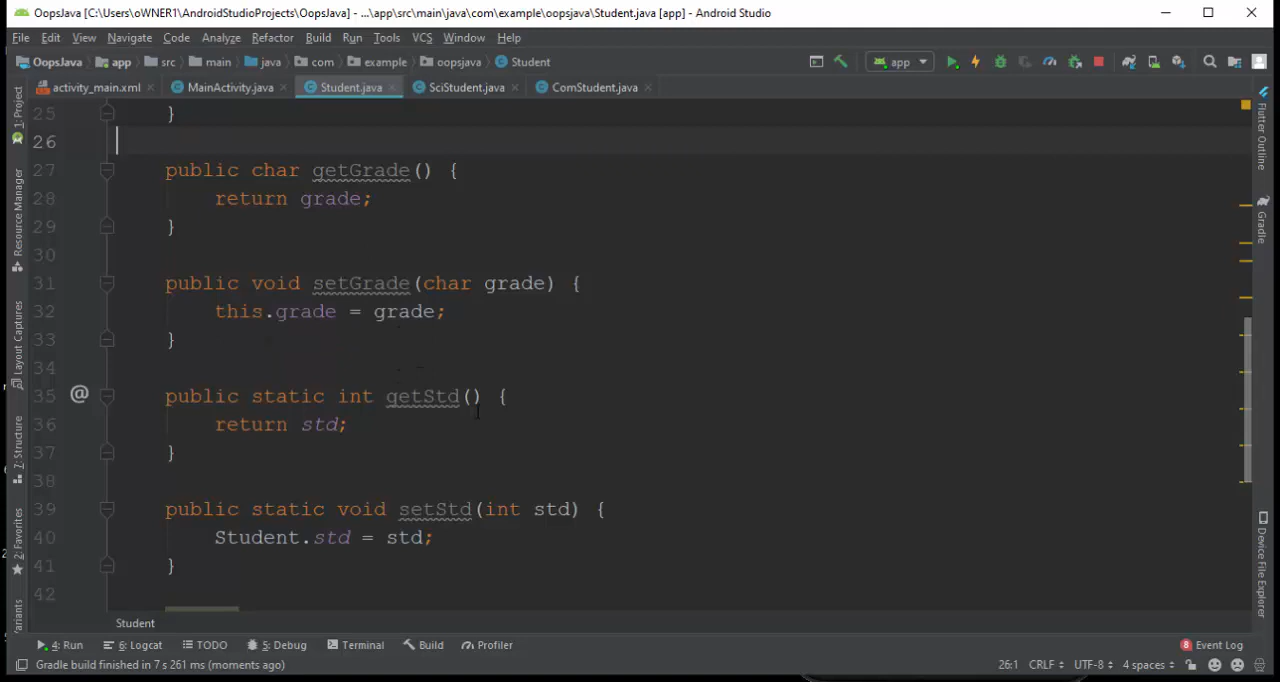 OopsJava [C:\Users\oWNER1\AndroidStudioProjects\OopsJava] - ...\app\src\main\java\com\example\oopsjava\Student.java [app] - Android Studio
File Edit View Navigate Code Analyze Refactor Build Run Tools VCS Window Help
OopsJava app src main java com example oopsjava Student app
activity_main.xml MainActivity.java Student.java SciStudent.java ComStudent.java
25 }
26
27 public char getGrade() {
28 return grade;
29 }
30
31 public void setGrade(char grade) {
32 this.grade = grade;
33 }
34
35 @ public static int getStd() {
36 return std;
37 }
38
39 public static void setStd(int std) {
40 Student.std = std;
41 }
42
Student
1: Project
Resource Manager
Layout Captures
7: Structure
2: Favorites
Flutter Outline
Gradle
Device File Explorer
4: Run 6: Logcat TODO 5: Debug Terminal Build Profiler 8 Event Log
Gradle build finished in 7 s 261 ms (moments ago) 26:1 CRLF UTF-8 4 spaces